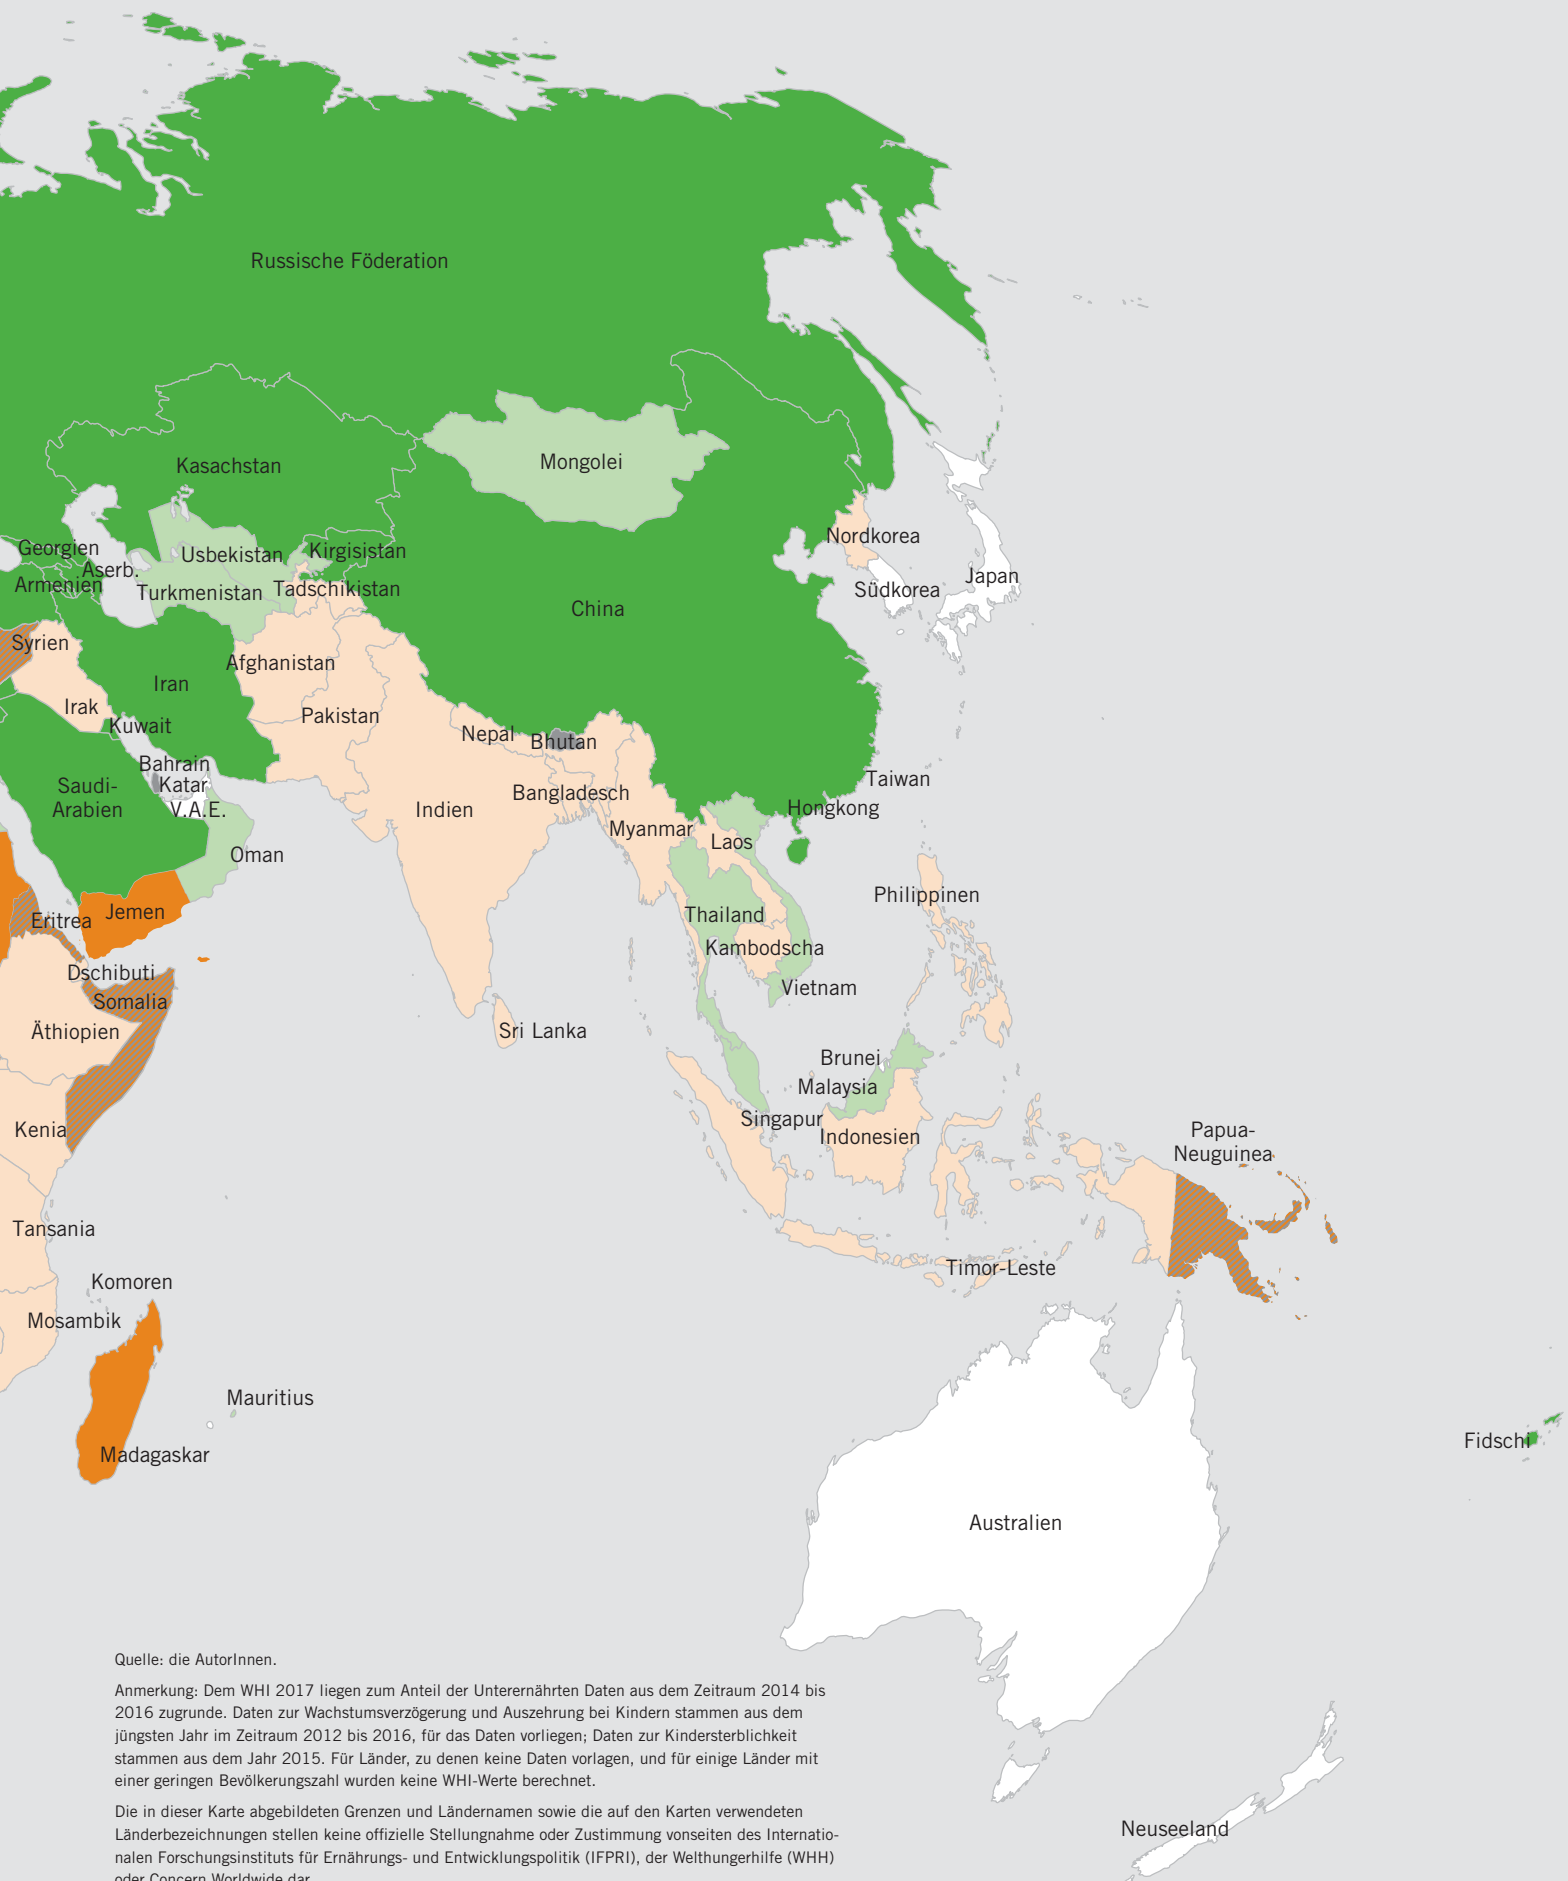 Russische Föderation
Mongolei
Kasachstan
Nordkorea
Georgien
Usbekistan
Kirgisistan
Aserb.
Armenien
Turkmenistan
Tadschikistan
Japan
Südkorea
China
Syrien
Afghanistan
Iran
Irak
Pakistan
Kuwait
Nepal
Bhutan
Bahrain
Taiwan
Saudi-
Arabien
Katar
Bangladesch
V.A.E.
Indien
Hongkong
Myanmar
Laos
Oman
Philippinen
Jemen
Eritrea
Thailand
Kambodscha
Dschibuti
Vietnam
Somalia
Äthiopien
Sri Lanka
Brunei
Malaysia
Singapur
Kenia
Indonesien
Papua-
Neuguinea
Tansania
Timor-Leste
Komoren
Mosambik
Mauritius
Madagaskar
Fidschi
Australien
Neuseeland
Quelle: die AutorInnen.
Anmerkung: Dem WHI 2017 liegen zum Anteil der Unterernährten Daten aus dem Zeitraum 2014 bis
2016 zugrunde. Daten zur Wachstumsverzögerung und Auszehrung bei Kindern stammen aus dem
jüngsten Jahr im Zeitraum 2012 bis 2016, für das Daten vorliegen; Daten zur Kindersterblichkeit
stammen aus dem Jahr 2015. Für Länder, zu denen keine Daten vorlagen, und für einige Länder mit
einer geringen Bevölkerungszahl wurden keine WHI-Werte berechnet.
Die in dieser Karte abgebildeten Grenzen und Ländernamen sowie die auf den Karten verwendeten
Länderbezeichnungen stellen keine offizielle Stellungnahme oder Zustimmung vonseiten des Internatio-
nalen Forschungsinstituts für Ernährungs- und Entwicklungspolitik (IFPRI), der Welthungerhilfe (WHH)
oder Concern Worldwide dar.